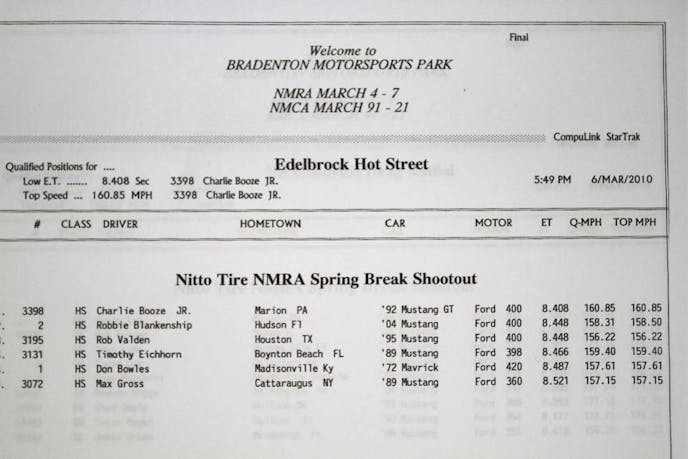 Final
Welcome to
BRADENTON MOTORSPORTS PARK
NMRA MARCH 4 - 7
NMCA MARCH 91 - 21
CompuLink StarTrak
Qualified Positions for .... Edelbrock Hot Street
Low E.T. ....... 8.408 Sec 3398 Charlie Booze JR. 5:49 PM 6/MAR/2010
Top Speed ... 160.85 MPH 3398 Charlie Booze JR.
# CLASS DRIVER HOMETOWN CAR MOTOR ET Q-MPH TOP MPH
Nitto Tire NMRA Spring Break Shootout
3398 HS Charlie Booze JR. Marion PA '92 Mustang GT Ford 400 8.408 160.85 160.85
2 HS Robbie Blankenship Hudson Fl '04 Mustang Ford 400 8.448 158.31 158.50
3195 HS Rob Valden Houston TX '95 Mustang Ford 400 8.448 156.22 156.22
3131 HS Timothy Eichhorn Boynton Beach FL '89 Mustang Ford 398 8.466 159.40 159.40
1 HS Don Bowles Madisonville Ky '72 Mavrick Ford 420 8.487 157.61 157.61
3072 HS Max Gross Cattaraugus NY '89 Mustang Ford 360 8.521 157.15 157.15